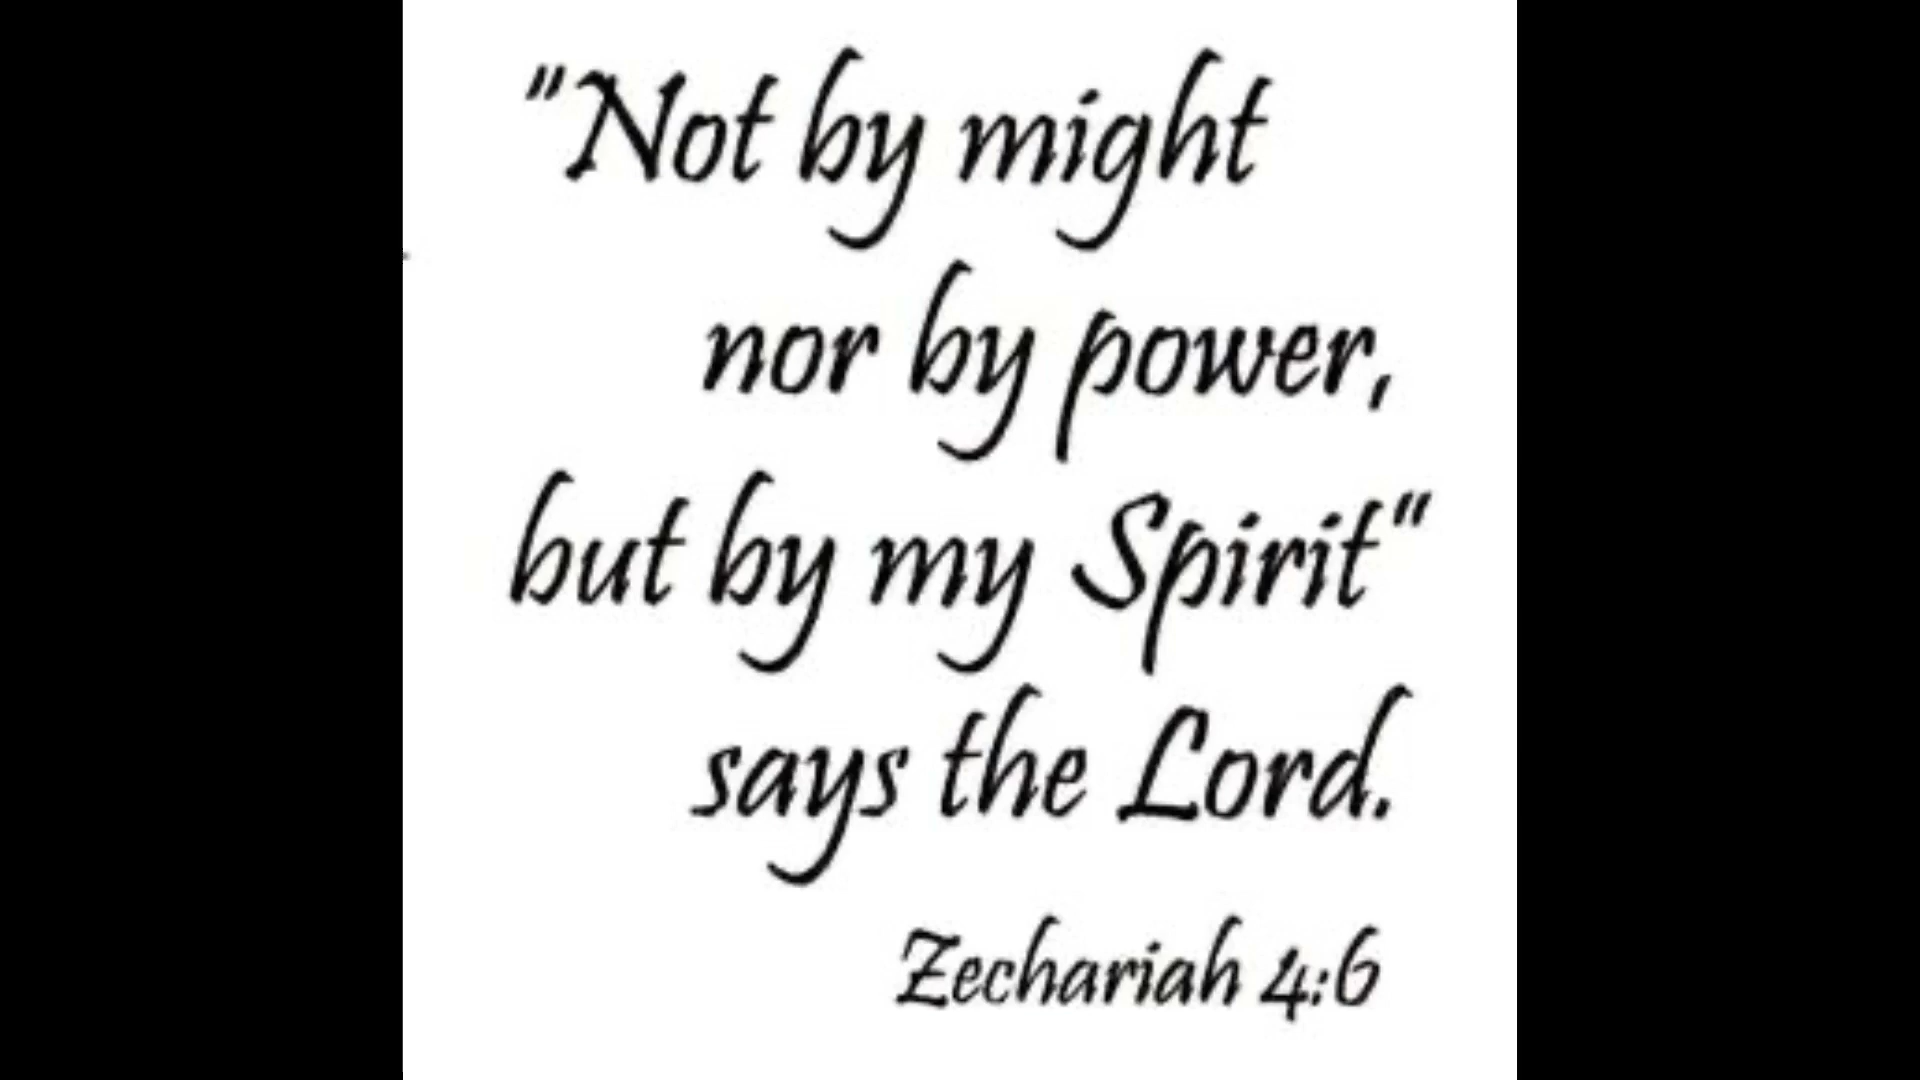 "Not by might
nor by power,
but by my Spirit"
says the Lord.
Zechariah 4:6